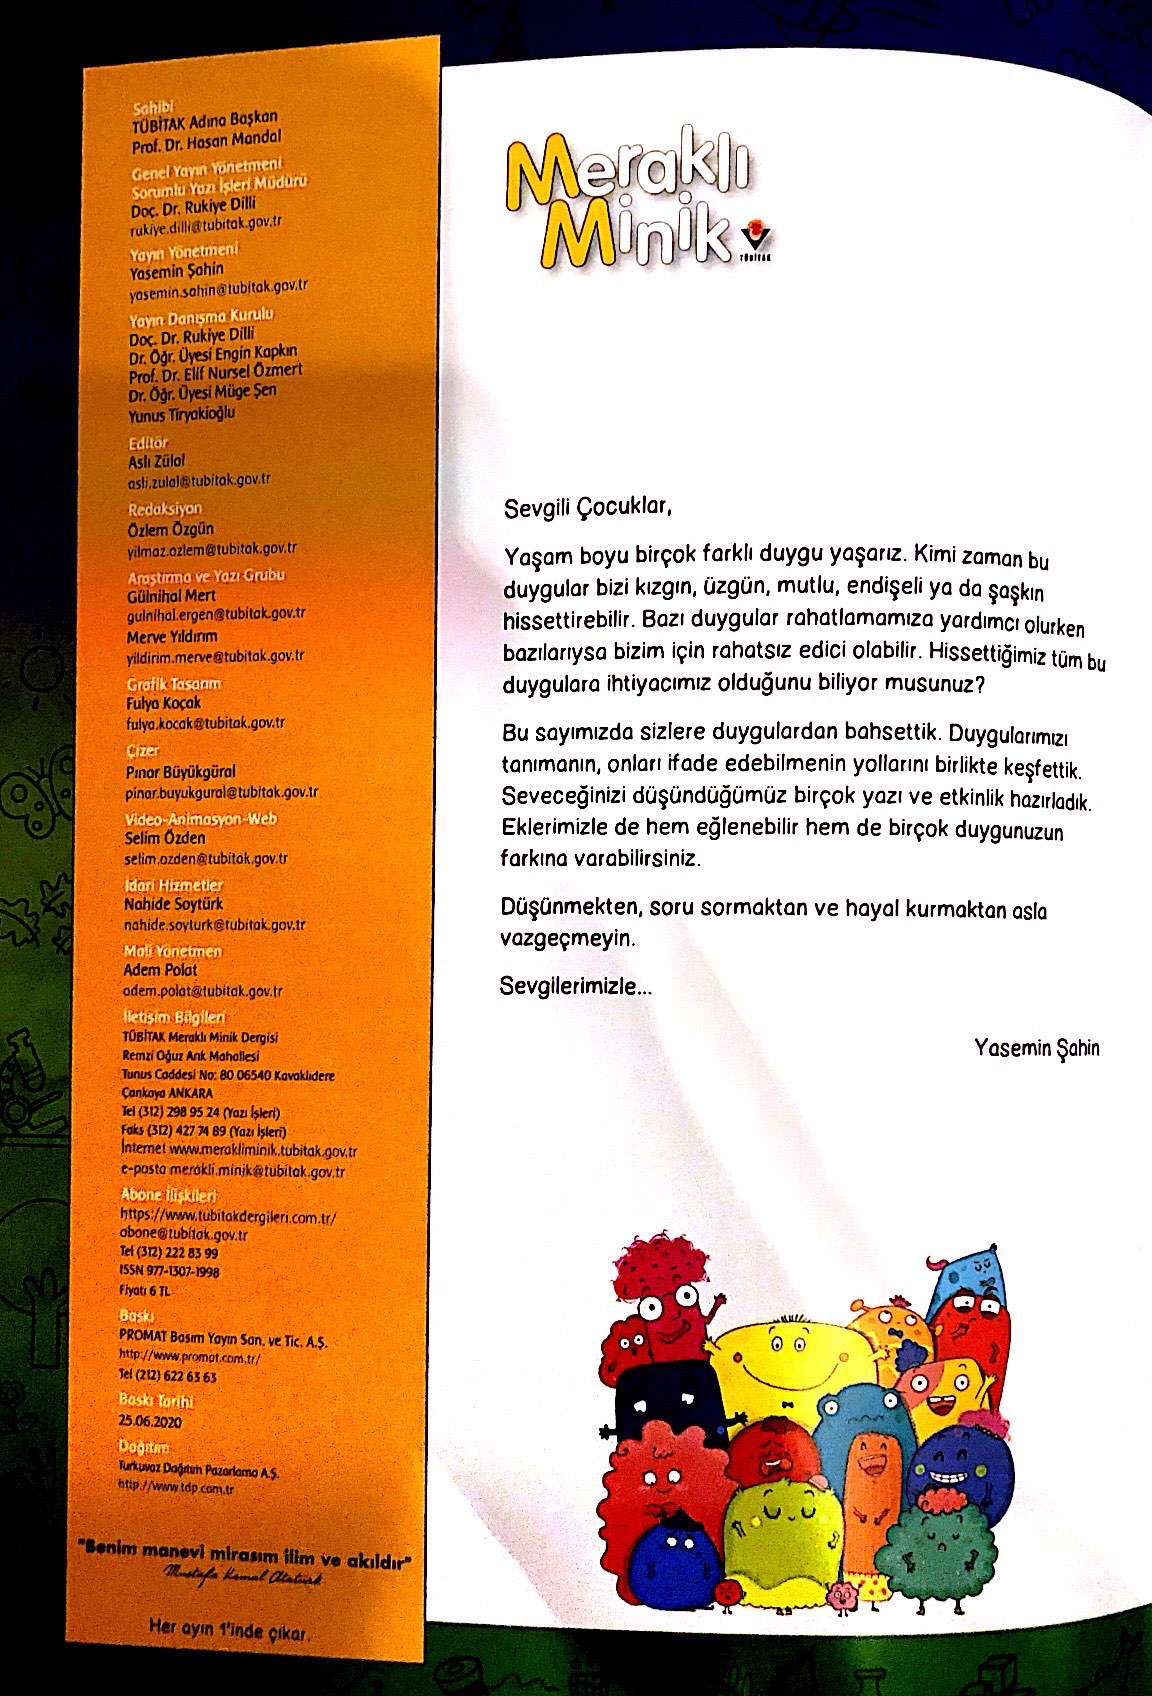 Sahibi
TÜBİTAK Adına Başkan
Prof. Dr. Hasan Mandal
Genel Yayın Yönetmeni
Sorumlu Yazı İşleri Müdürü
Doç. Dr. Rukiye Dilli
rukiye.dilli@tubitak.gov.tr
Yayın Yönetmeni
Yasemin Şahin
yasemin.sahin@tubitak.gov.tr
Yayın Danışma Kurulu
Doç. Dr. Rukiye Dilli
Dr. Öğr. Üyesi Engin Kapkın
Prof. Dr. Elif Nursel Özmert
Dr. Öğr. Üyesi Müge Şen
Yunus Tiryakioğlu
Editör
Aslı Zülal
asli.zulal@tubitak.gov.tr
Redaksiyon
Özlem Özgün
yilmaz.ozlem@tubitak.gov.tr
Araştırma ve Yazı Grubu
Gülnihal Mert
gulnihal.ergen@tubitak.gov.tr
Merve Yıldırım
yildirim.merve@tubitak.gov.tr
Grafik Tasarım
Fulya Koçak
fulya.kocak@tubitak.gov.tr
Çizer
Pınar Büyükgüral
pinar.buyukgural@tubitak.gov.tr
Video-Animasyon-Web
Selim Özden
selim.ozden@tubitak.gov.tr
İdari Hizmetler
Nahide Soytürk
nahide.soyturk@tubitak.gov.tr
Mali Yönetmen
Adem Polat
adem.polat@tubitak.gov.tr
İletişim Bilgileri
TÜBİTAK Meraklı Minik Dergisi
Remzi Oğuz Arık Mahallesi
Tunus Caddesi No: 80 06540 Kavaklıdere
Çankaya ANKARA
Tel (312) 298 95 24 (Yazı İşleri)
Faks (312) 427 74 89 (Yazı İşleri)
İnternet www.merakliminik.tubitak.gov.tr
e-posta merakli.minik@tubitak.gov.tr
Abone İlişkileri
https://www.tubitakdergileri.com.tr/
abone@tubitak.gov.tr
Tel (312) 222 83 99
ISSN 977-1307-1998
Fiyatı 6 TL
Baskı
PROMAT Basım Yayın San. ve Tic. A.Ş.
http://www.promat.com.tr/
Tel (212) 622 63 63
Baskı Tarihi
25.06.2020
Dağıtım
Turkuvaz Dağıtım Pazarlama A.Ş.
http://www.tdp.com.tr
"Benim manevi mirasım ilim ve akıldır"
Mustafa Kemal Atatürk
Her ayın 1'inde çıkar.
Meraklı
Minik
TÜBİTAK
Sevgili Çocuklar,
Yaşam boyu birçok farklı duygu yaşarız. Kimi zaman bu
duygular bizi kızgın, üzgün, mutlu, endişeli ya da şaşkın
hissettirebilir. Bazı duygular rahatlamamıza yardımcı olurken
bazılarıysa bizim için rahatsız edici olabilir. Hissettiğimiz tüm bu
duygulara ihtiyacımız olduğunu biliyor musunuz?
Bu sayımızda sizlere duygulardan bahsettik. Duygularımızı
tanımanın, onları ifade edebilmenin yollarını birlikte keşfettik.
Seveceğinizi düşündüğümüz birçok yazı ve etkinlik hazırladık.
Eklerimizle de hem eğlenebilir hem de birçok duygunuzun
farkına varabilirsiniz.
Düşünmekten, soru sormaktan ve hayal kurmaktan asla
vazgeçmeyin.
Sevgilerimizle...
Yasemin Şahin